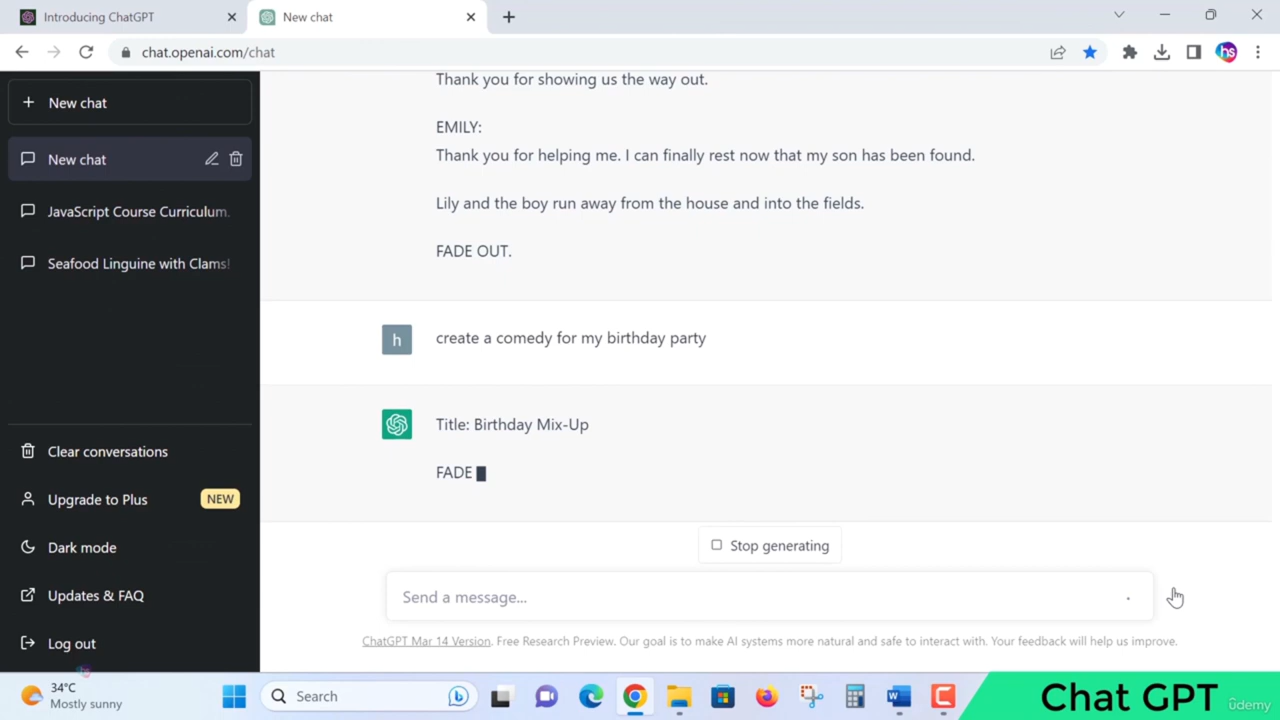 Introducing ChatGPT
New chat
chat.openai.com/chat
hs
New chat
New chat
JavaScript Course Curriculum.
Seafood Linguine with Clams!
Clear conversations
Upgrade to Plus NEW
Dark mode
Updates & FAQ
Log out
Thank you for showing us the way out.
EMILY:
Thank you for helping me. I can finally rest now that my son has been found.
Lily and the boy run away from the house and into the fields.
FADE OUT.
h
create a comedy for my birthday party
Title: Birthday Mix-Up
FADE
Stop generating
Send a message...
ChatGPT Mar 14 Version. Free Research Preview. Our goal is to make AI systems more natural and safe to interact with. Your feedback will help us improve.
34°C
Mostly sunny
Search
Chat GPT
ûdemy